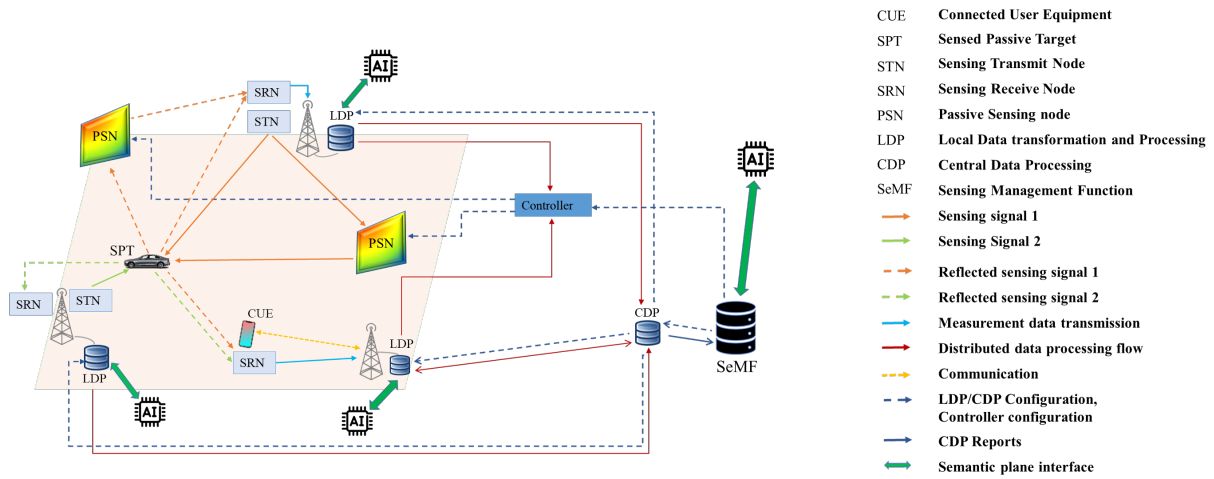 AI
SRN
STN
LDP
PSN
AI
Controller
PSN
SPT
SRN
STN
CUE
CDP
LDP
SRN
SeMF
LDP
AI
AI
CUE Connected User Equipment
SPT Sensed Passive Target
STN Sensing Transmit Node
SRN Sensing Receive Node
PSN Passive Sensing node
LDP Local Data transformation and Processing
CDP Central Data Processing
SeMF Sensing Management Function
Sensing signal 1
Sensing Signal 2
Reflected sensing signal 1
Reflected sensing signal 2
Measurement data transmission
Distributed data processing flow
Communication
LDP/CDP Configuration,
Controller configuration
CDP Reports
Semantic plane interface